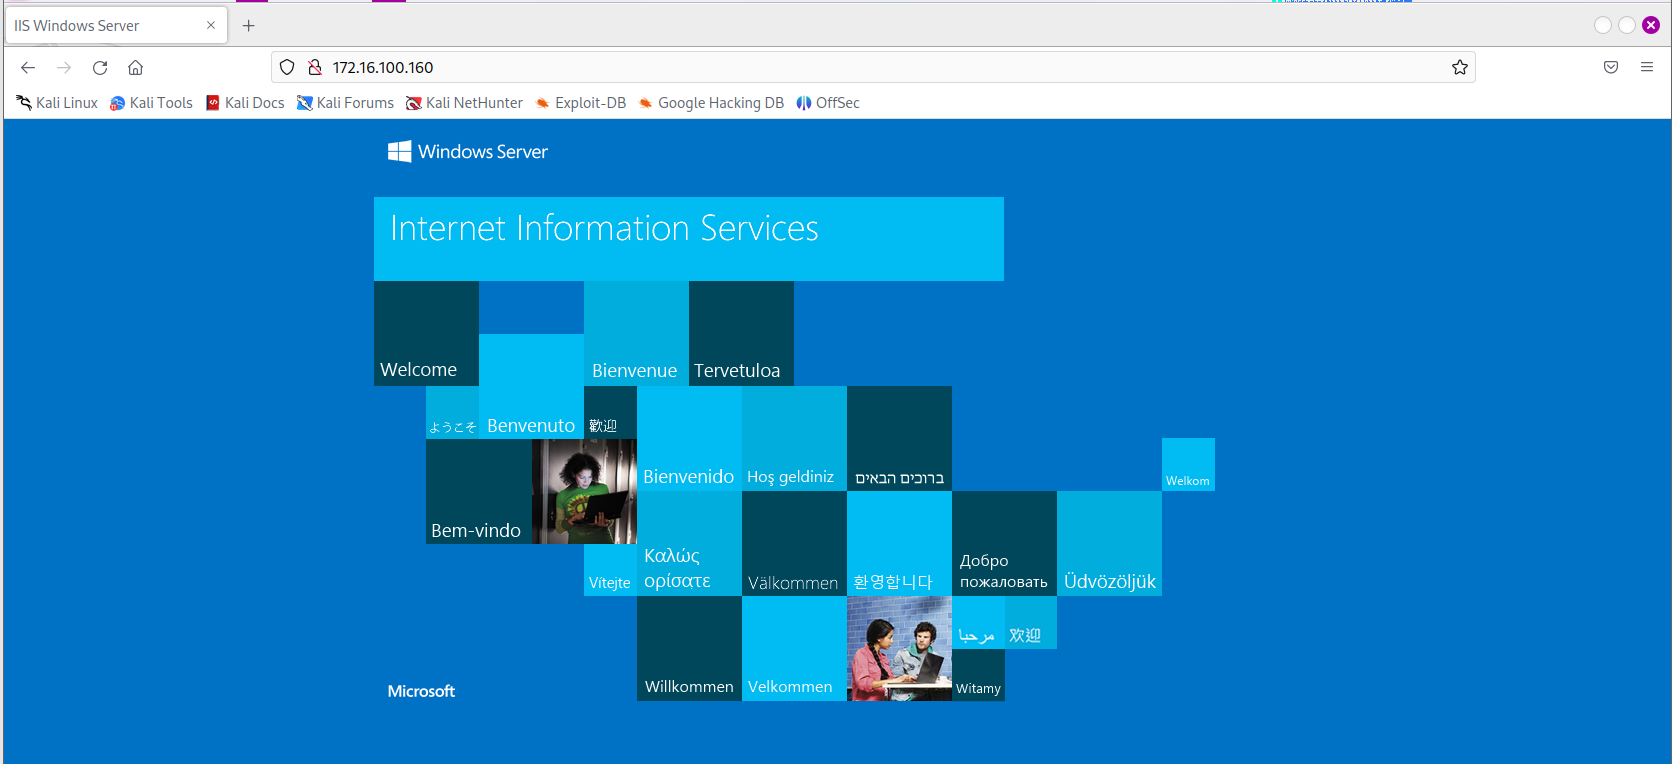 IIS Windows Server
172.16.100.160
Kali Linux
Kali Tools
Kali Docs
Kali Forums
Kali NetHunter
Exploit-DB
Google Hacking DB
OffSec
Windows Server
Internet Information Services
Welcome
Bienvenue
Tervetuloa
ようこそ
Benvenuto
歡迎
Bienvenido
Hoş geldiniz
ברוכים הבאים
Welkom
Bem-vindo
Vítejte
Καλώς
ορίσατε
Välkommen
환영합니다
Добро
пожаловать
Üdvözöljük
Microsoft
Willkommen
Velkommen
مرحبا
欢迎
Witamy